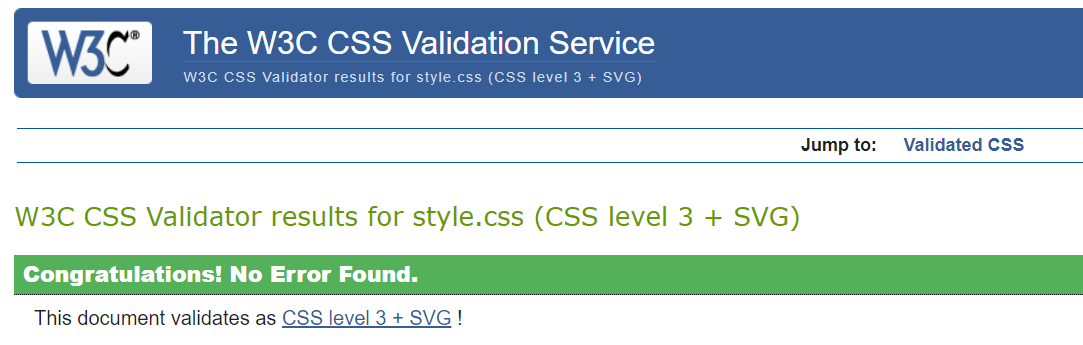 W3C®
The W3C CSS Validation Service
W3C CSS Validator results for style.css (CSS level 3 + SVG)
Jump to: Validated CSS
W3C CSS Validator results for style.css (CSS level 3 + SVG)
Congratulations! No Error Found.
This document validates as CSS level 3 + SVG !